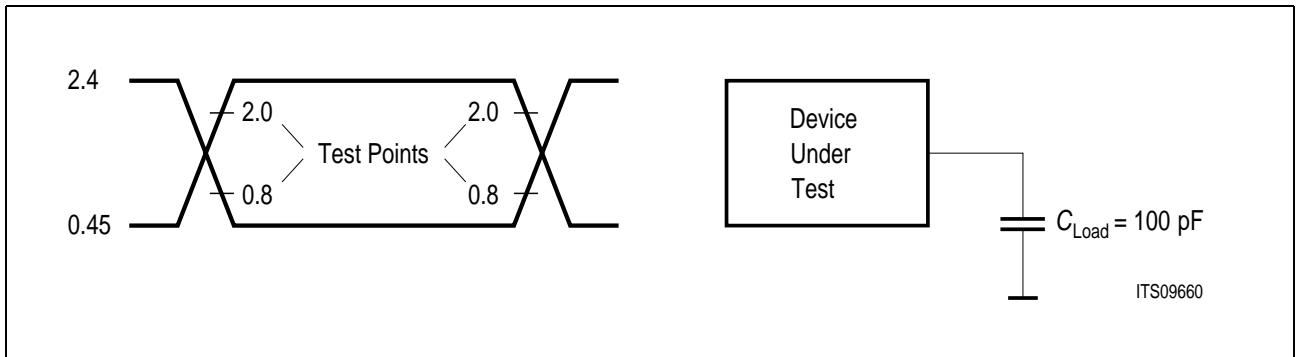 2.4
2.0
2.0
Test Points
0.8
0.8
0.45
Device
Under
Test
C Load = 100 pF
ITS09660